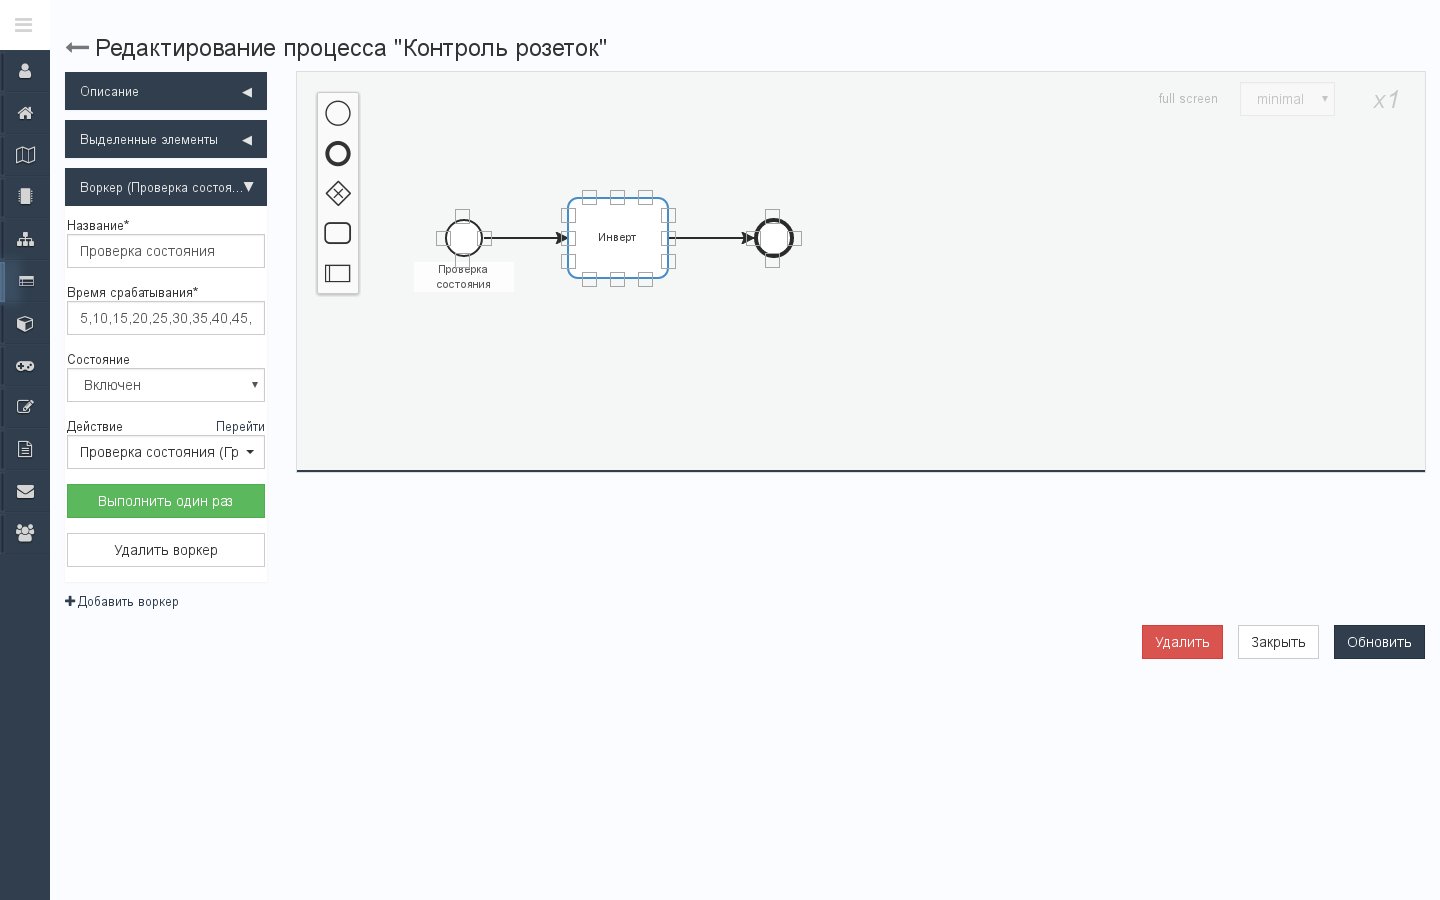 Редактирование процесса "Контроль розеток"
Описание
Выделенные элементы
Воркер (Проверка состоя...
Название*
Проверка состояния
Время срабатывания*
5,10,15,20,25,30,35,40,45,
Состояние
Включен
Действие Перейти
Проверка состояния (Гр
Выполнить один раз
Удалить воркер
Добавить воркер
full screen minimal x1
Инверт
Проверка
состояния
Удалить Закрыть Обновить